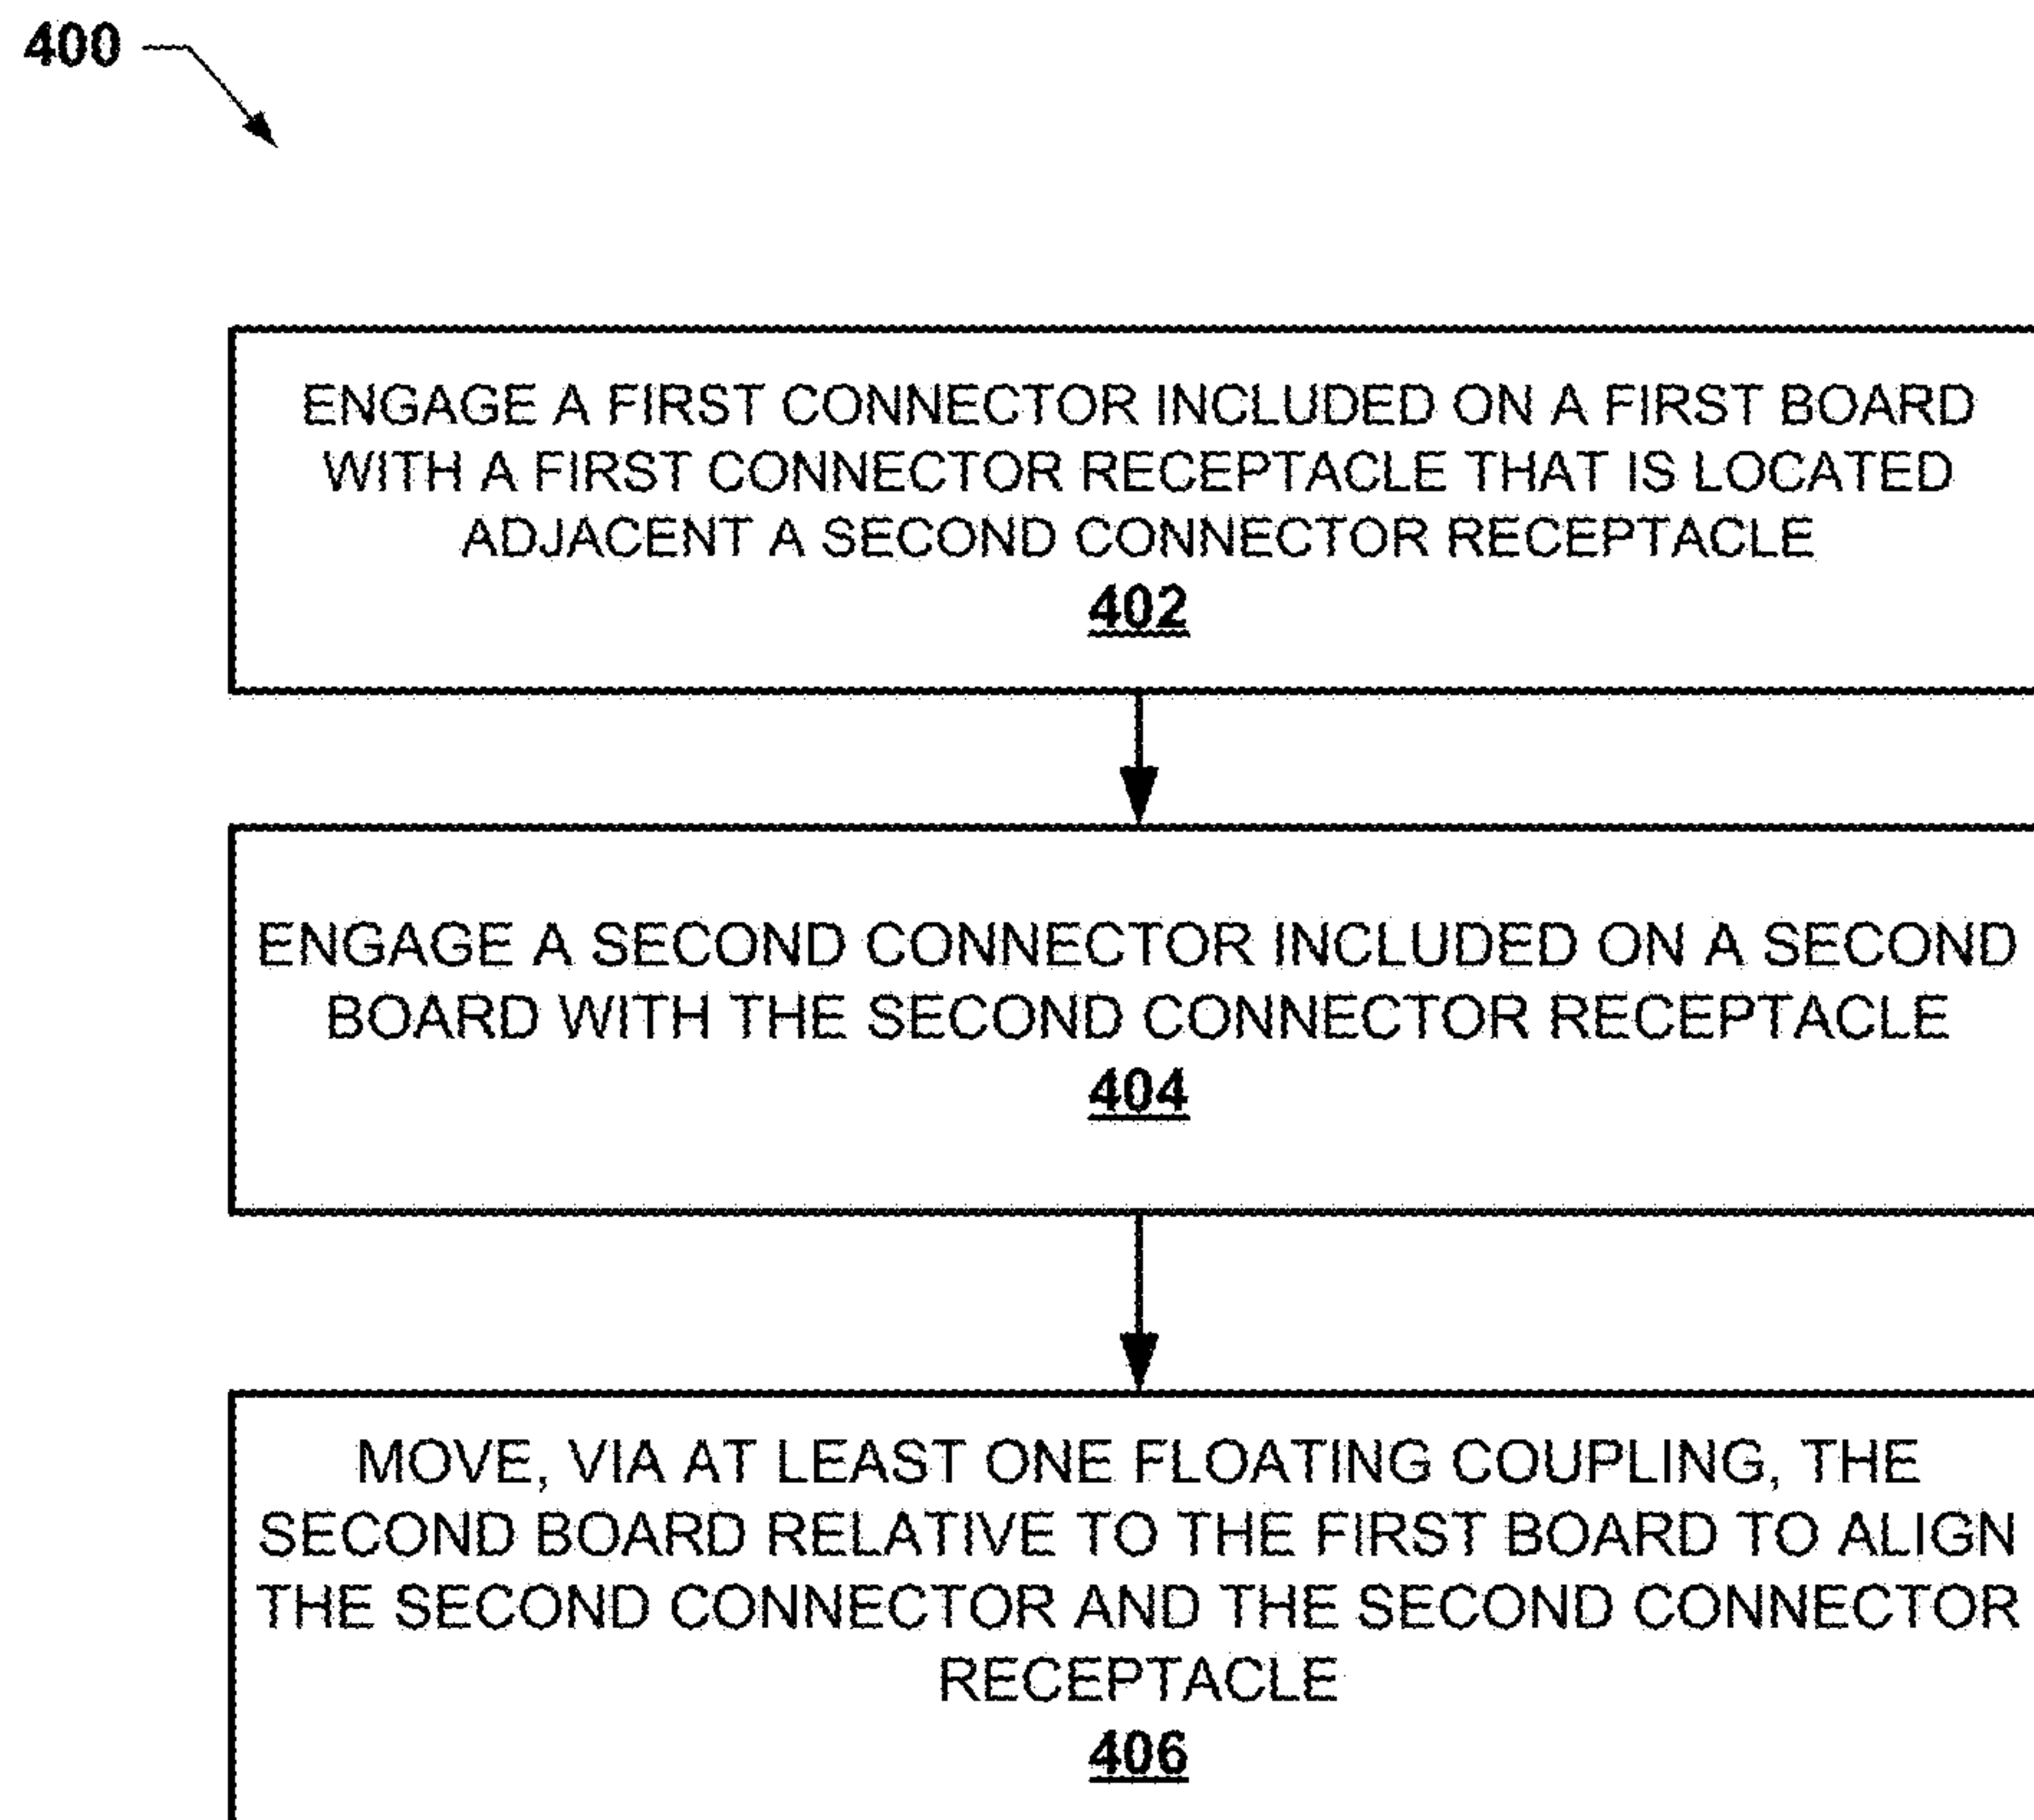 400
ENGAGE A FIRST CONNECTOR INCLUDED ON A FIRST BOARD
WITH A FIRST CONNECTOR RECEPTACLE THAT IS LOCATED
ADJACENT A SECOND CONNECTOR RECEPTACLE
402
ENGAGE A SECOND CONNECTOR INCLUDED ON A SECOND
BOARD WITH THE SECOND CONNECTOR RECEPTACLE
404
MOVE, VIA AT LEAST ONE FLOATING COUPLING, THE
SECOND BOARD RELATIVE TO THE FIRST BOARD TO ALIGN
THE SECOND CONNECTOR AND THE SECOND CONNECTOR
RECEPTACLE
406